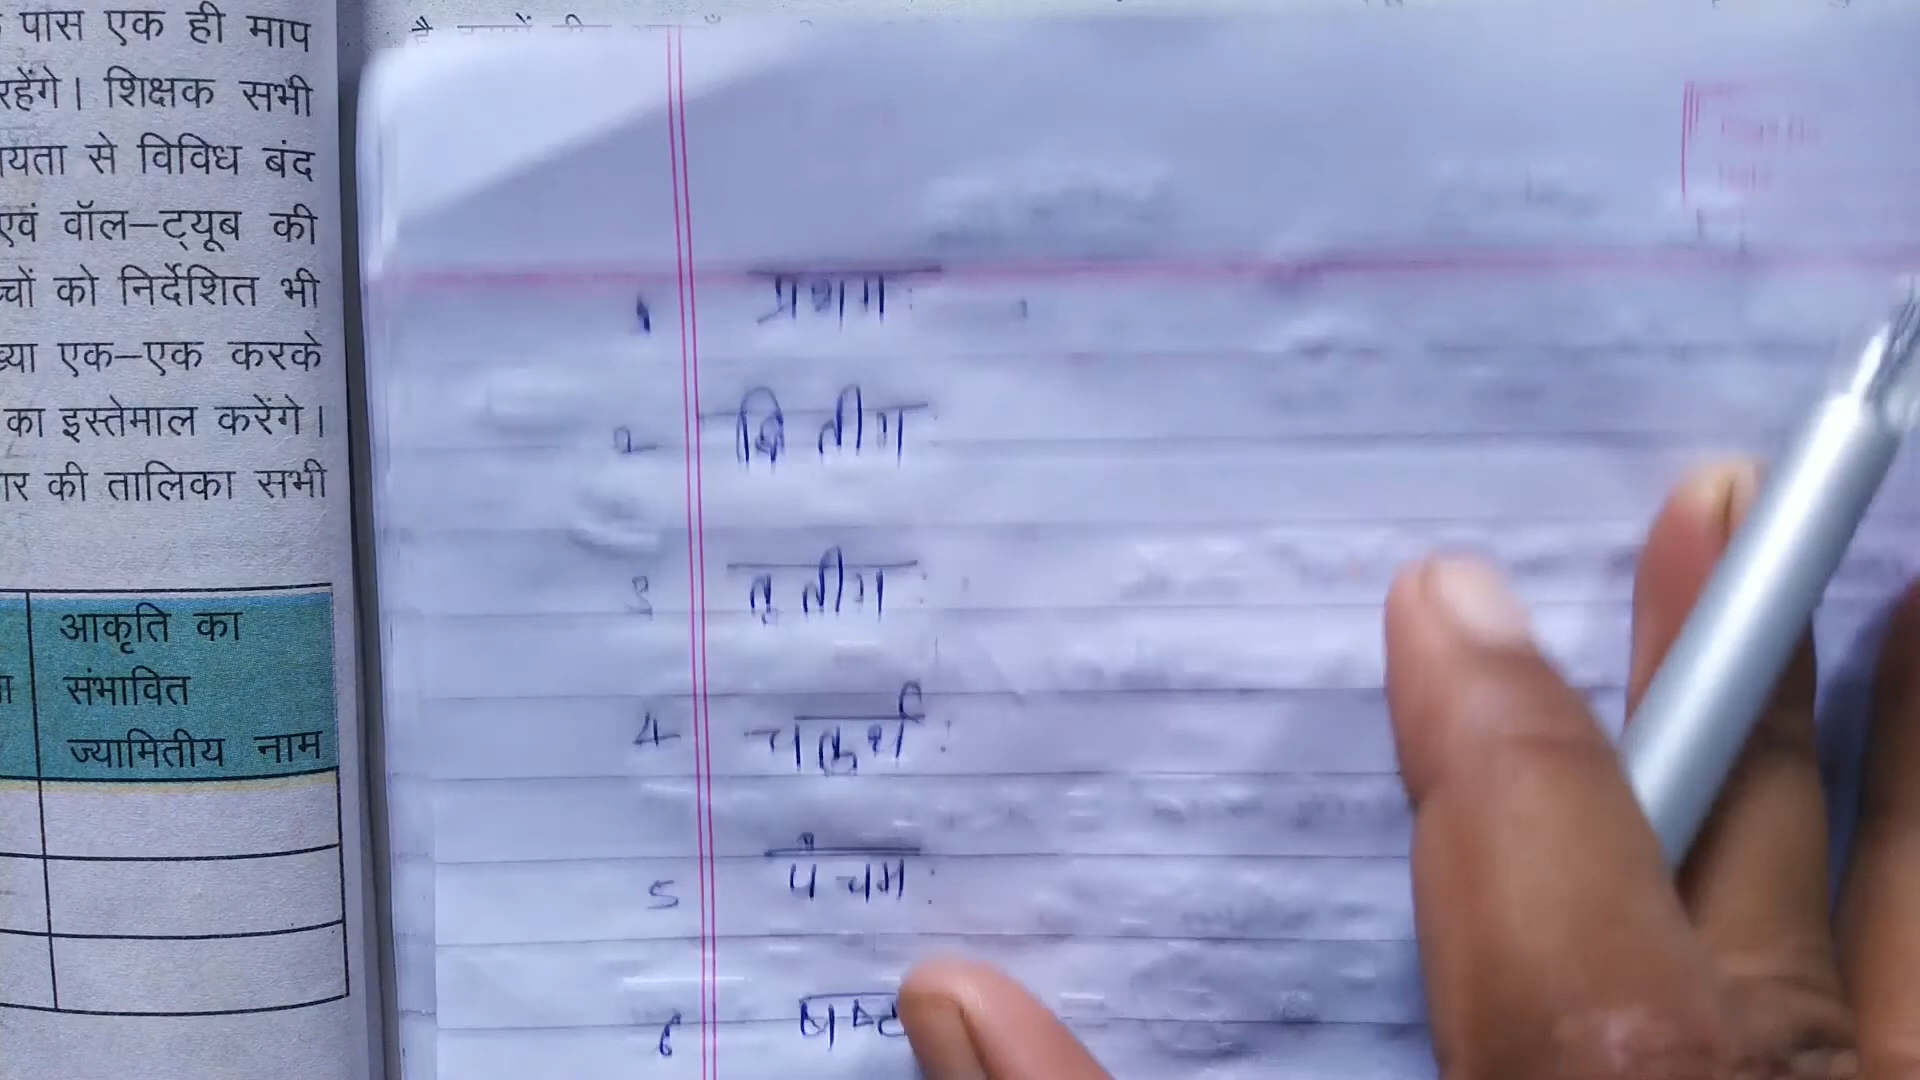 पास एक ही माप
रहेंगे। शिक्षक सभी
यता से विविध बंद
एवं वॉल–ट्यूब की
चों को निर्देशित भी
ख्या एक–एक करके
का इस्तेमाल करेंगे।
की तालिका सभी
आकृति का
संभावित
ज्यामितीय नाम
1 प्रथमः
2 द्वितीय
3 तृतीयः
4 चतुर्थः
5 पंचमः
6 षष्ट